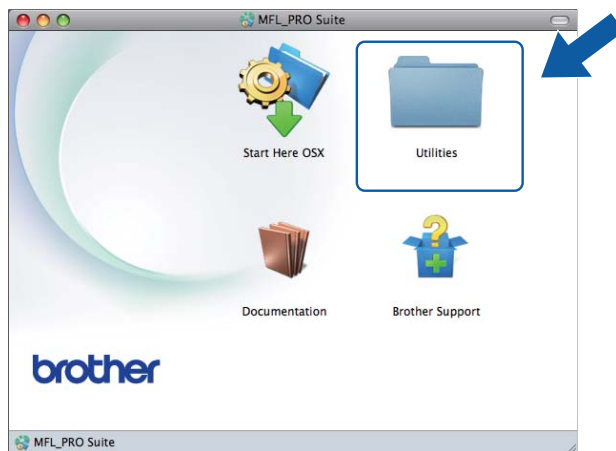 MFL_PRO Suite
Start Here OSX
Utilities
Documentation
Brother Support
brother
MFL_PRO Suite